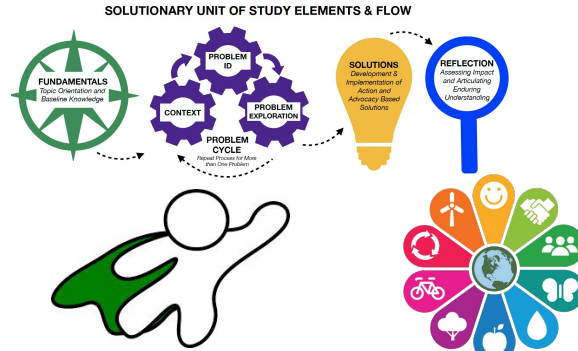 SOLUTIONARY UNIT OF STUDY ELEMENTS & FLOW
FUNDAMENTALS
Topic Orientation and
Baseline Knowledge
PROBLEM
ID
CONTEXT
PROBLEM
EXPLORATION
PROBLEM
CYCLE
Repeat Process for More
than One Problem
SOLUTIONS
Development &
Implementation of
Action and
Advocacy Based
Solutions
REFLECTION
Assessing Impact
and Articulating
Enduring
Understanding